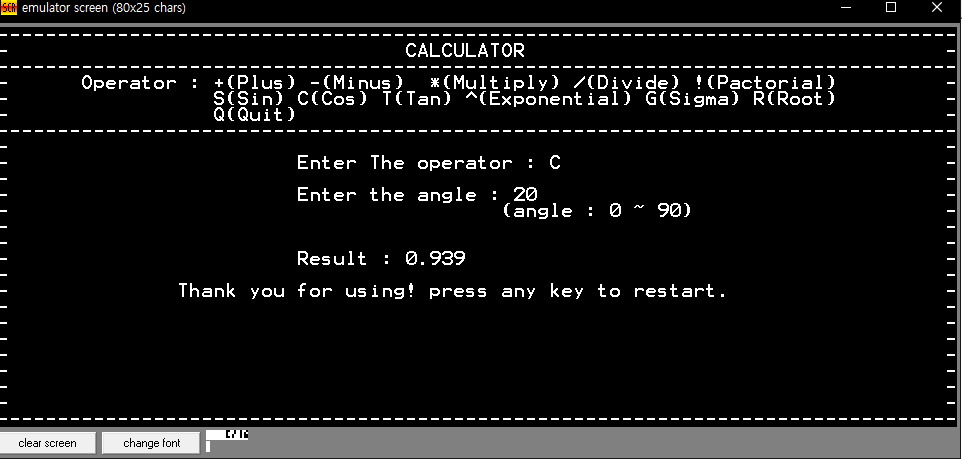 emulator screen (80x25 chars)
CALCULATOR
Operator : +(Plus) -(Minus) *(Multiply) /(Divide) !(Pactorial)
S(Sin) C(Cos) T(Tan) ^(Exponential) G(Sigma) R(Root)
Q(Quit)
Enter The operator : C
Enter the angle : 20
(angle : 0 ~ 90)
Result : 0.939
Thank you for using! press any key to restart.
clear screen
change font